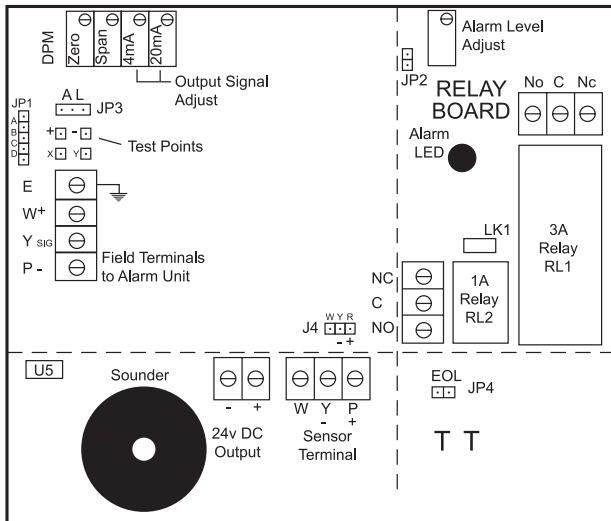 DPM
Zero
Span
4mA
20mA
Output Signal
Adjust
JP1
A
B
C
D
A L
JP3
+ -
X Y
Test Points
E
W+
Y SIG
P -
Field Terminals
to Alarm Unit
J4
W Y R
- +
JP2
Alarm Level
Adjust
RELAY
BOARD
No C Nc
Alarm
LED
LK1
3A
Relay
RL1
NC
C
NO
1A
Relay
RL2
U5
Sounder
- +
24v DC
Output
W Y P
- +
Sensor
Terminal
EOL
JP4
T T